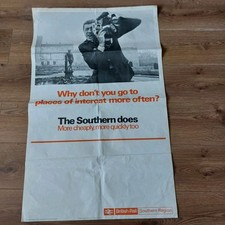 Why don't you go to
places of interest more often?
The Southern does
More cheaply, more quickly too
British Rail
Southern Region